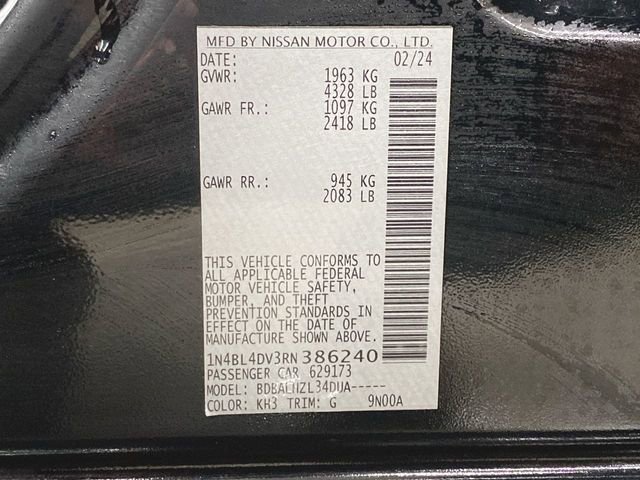 MFD BY NISSAN MOTOR CO., LTD.
DATE: 02/24
GVWR: 1963 KG
4328 LB
GAWR FR.: 1097 KG
2418 LB
GAWR RR.: 945 KG
2083 LB
THIS VEHICLE CONFORMS TO
ALL APPLICABLE FEDERAL
MOTOR VEHICLE SAFETY,
BUMPER, AND THEFT
PREVENTION STANDARDS IN
EFFECT ON THE DATE OF
MANUFACTURE SHOWN ABOVE.
1N4BL4DV3RN386240
PASSENGER CAR 629173
MODEL: BDBALHZL34DUA-----
COLOR: KH3 TRIM: G 9N00A